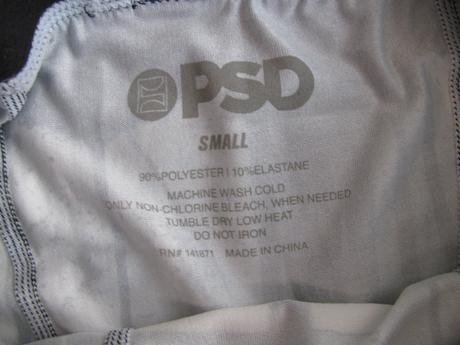 PSD
SMALL
90%POLYESTER | 10%ELASTANE
MACHINE WASH COLD
ONLY NON-CHLORINE BLEACH, WHEN NEEDED
TUMBLE DRY LOW HEAT
DO NOT IRON
RN# 141871 MADE IN CHINA